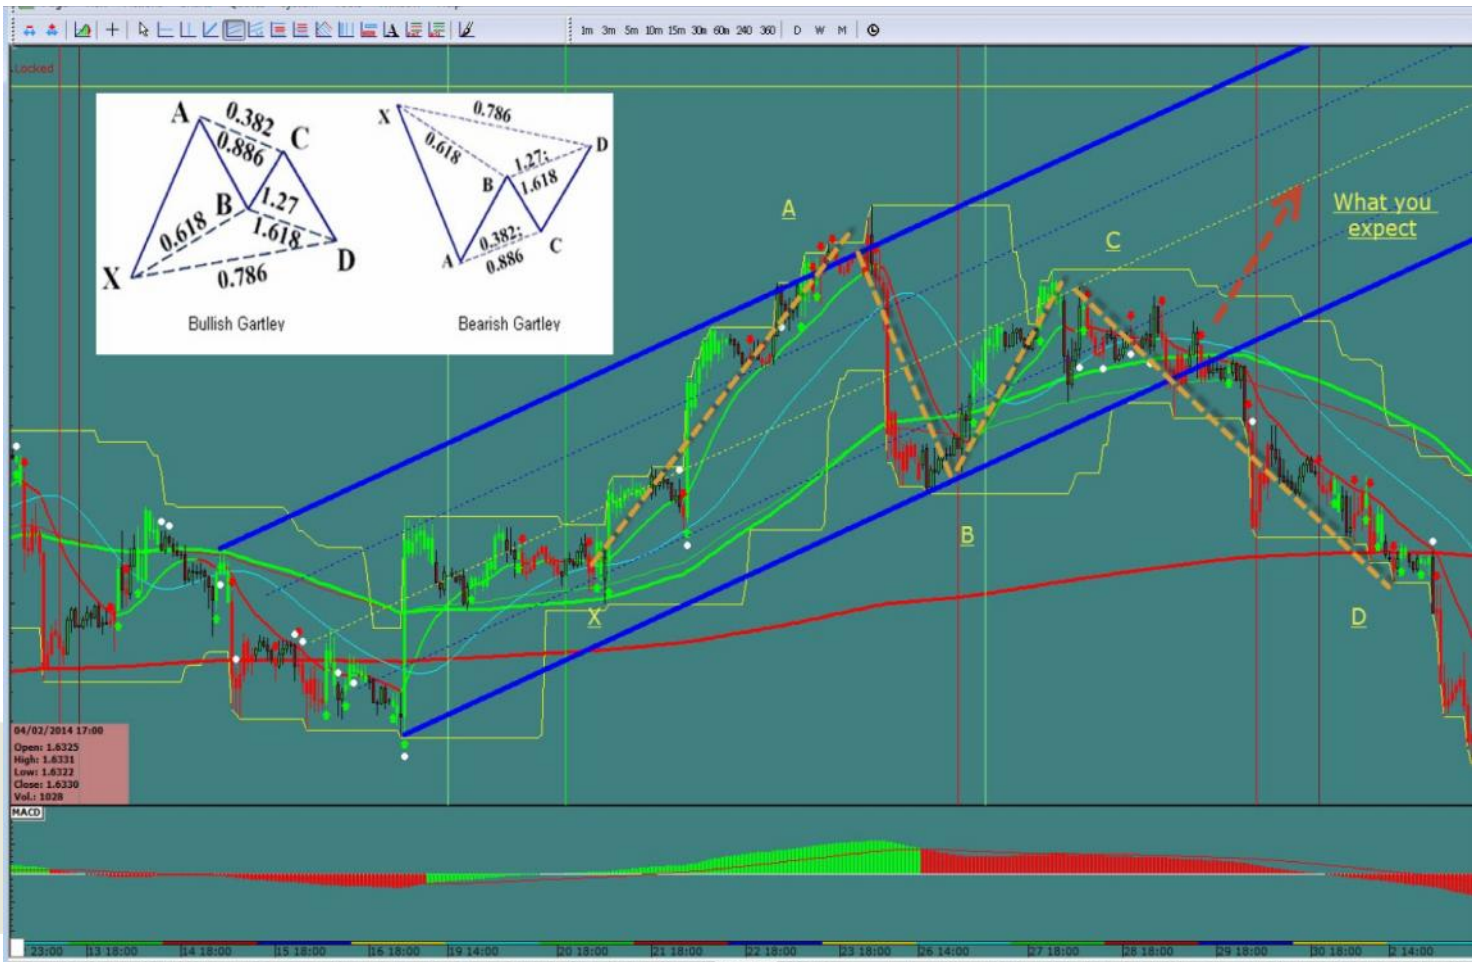 1m 3m 5m 10m 15m 30m 60m 240 360 D W M
Locked
A
0.382
C
0.886
B
1.27
0.618
1.618
D
X
0.786
Bullish Gartley
X
0.786
0.618
1.27;
D
B
1.618
0.382;
A
C
0.886
Bearish Gartley
A
What you
expect
C
B
X
D
04/02/2014 17:00
Open: 1.6325
High: 1.6331
Low: 1.6322
Close: 1.6330
Vol.: 1028
MACD
23:00 13 18:00 14 18:00 15 18:00 16 18:00 19 14:00 20 18:00 21 18:00 22 18:00 23 18:00 26 14:00 27 18:00 28 18:00 29 18:00 30 18:00 2 14:00